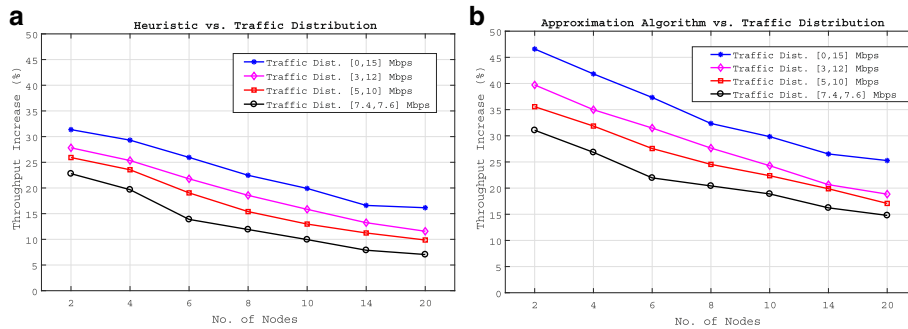 a
Heuristic vs. Traffic Distribution
Throughput Increase (%)
50
45
40
35
30
25
20
15
10
5
0
Traffic Dist. [0,15] Mbps
Traffic Dist. [3,12] Mbps
Traffic Dist. [5,10] Mbps
Traffic Dist. [7.4,7.6] Mbps
2 4 6 8 10 14 20
No. of Nodes
b
Approximation Algorithm vs. Traffic Distribution
Throughput Increase (%)
50
45
40
35
30
25
20
15
10
5
0
Traffic Dist. [0,15] Mbps
Traffic Dist. [3,12] Mbps
Traffic Dist. [5,10] Mbps
Traffic Dist. [7.4,7.6] Mbps
2 4 6 8 10 14 20
No. of Nodes